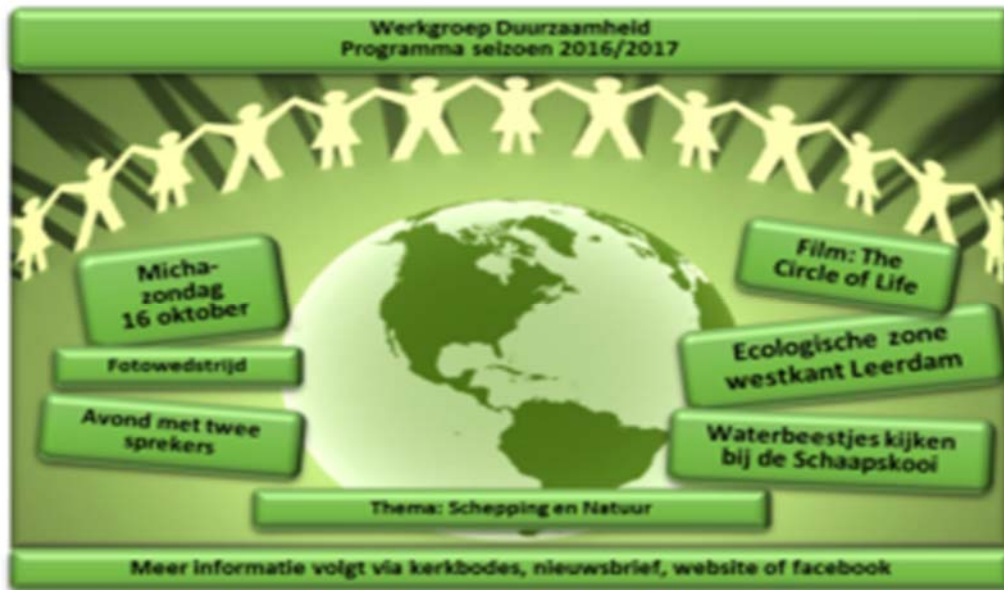 Werkgroep Duurzaamheid
Programma seizoen 2016/2017
Micha-
zondag
16 oktober
Fotowedstrijd
Avond met twee
sprekers
Film: The
Circle of Life
Ecologische zone
westkant Leerdam
Waterbeestjes kijken
bij de Schaapskooi
Thema: Schepping en Natuur
Meer informatie volgt via kerkbodes, nieuwsbrief, website of facebook